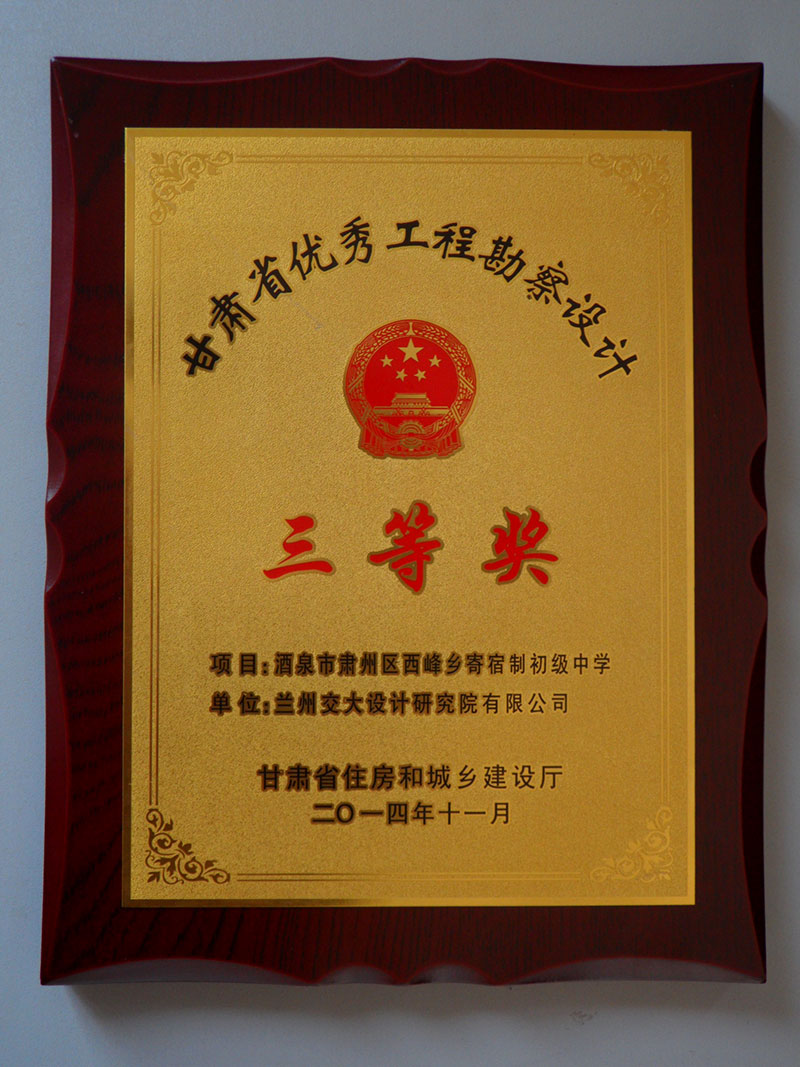 甘肃省优秀工程勘察设计
三等奖
项目:酒泉市肃州区西峰乡寄宿制初级中学
单位:兰州交大设计研究院有限公司
甘肃省住房和城乡建设厅
二〇一四年十一月